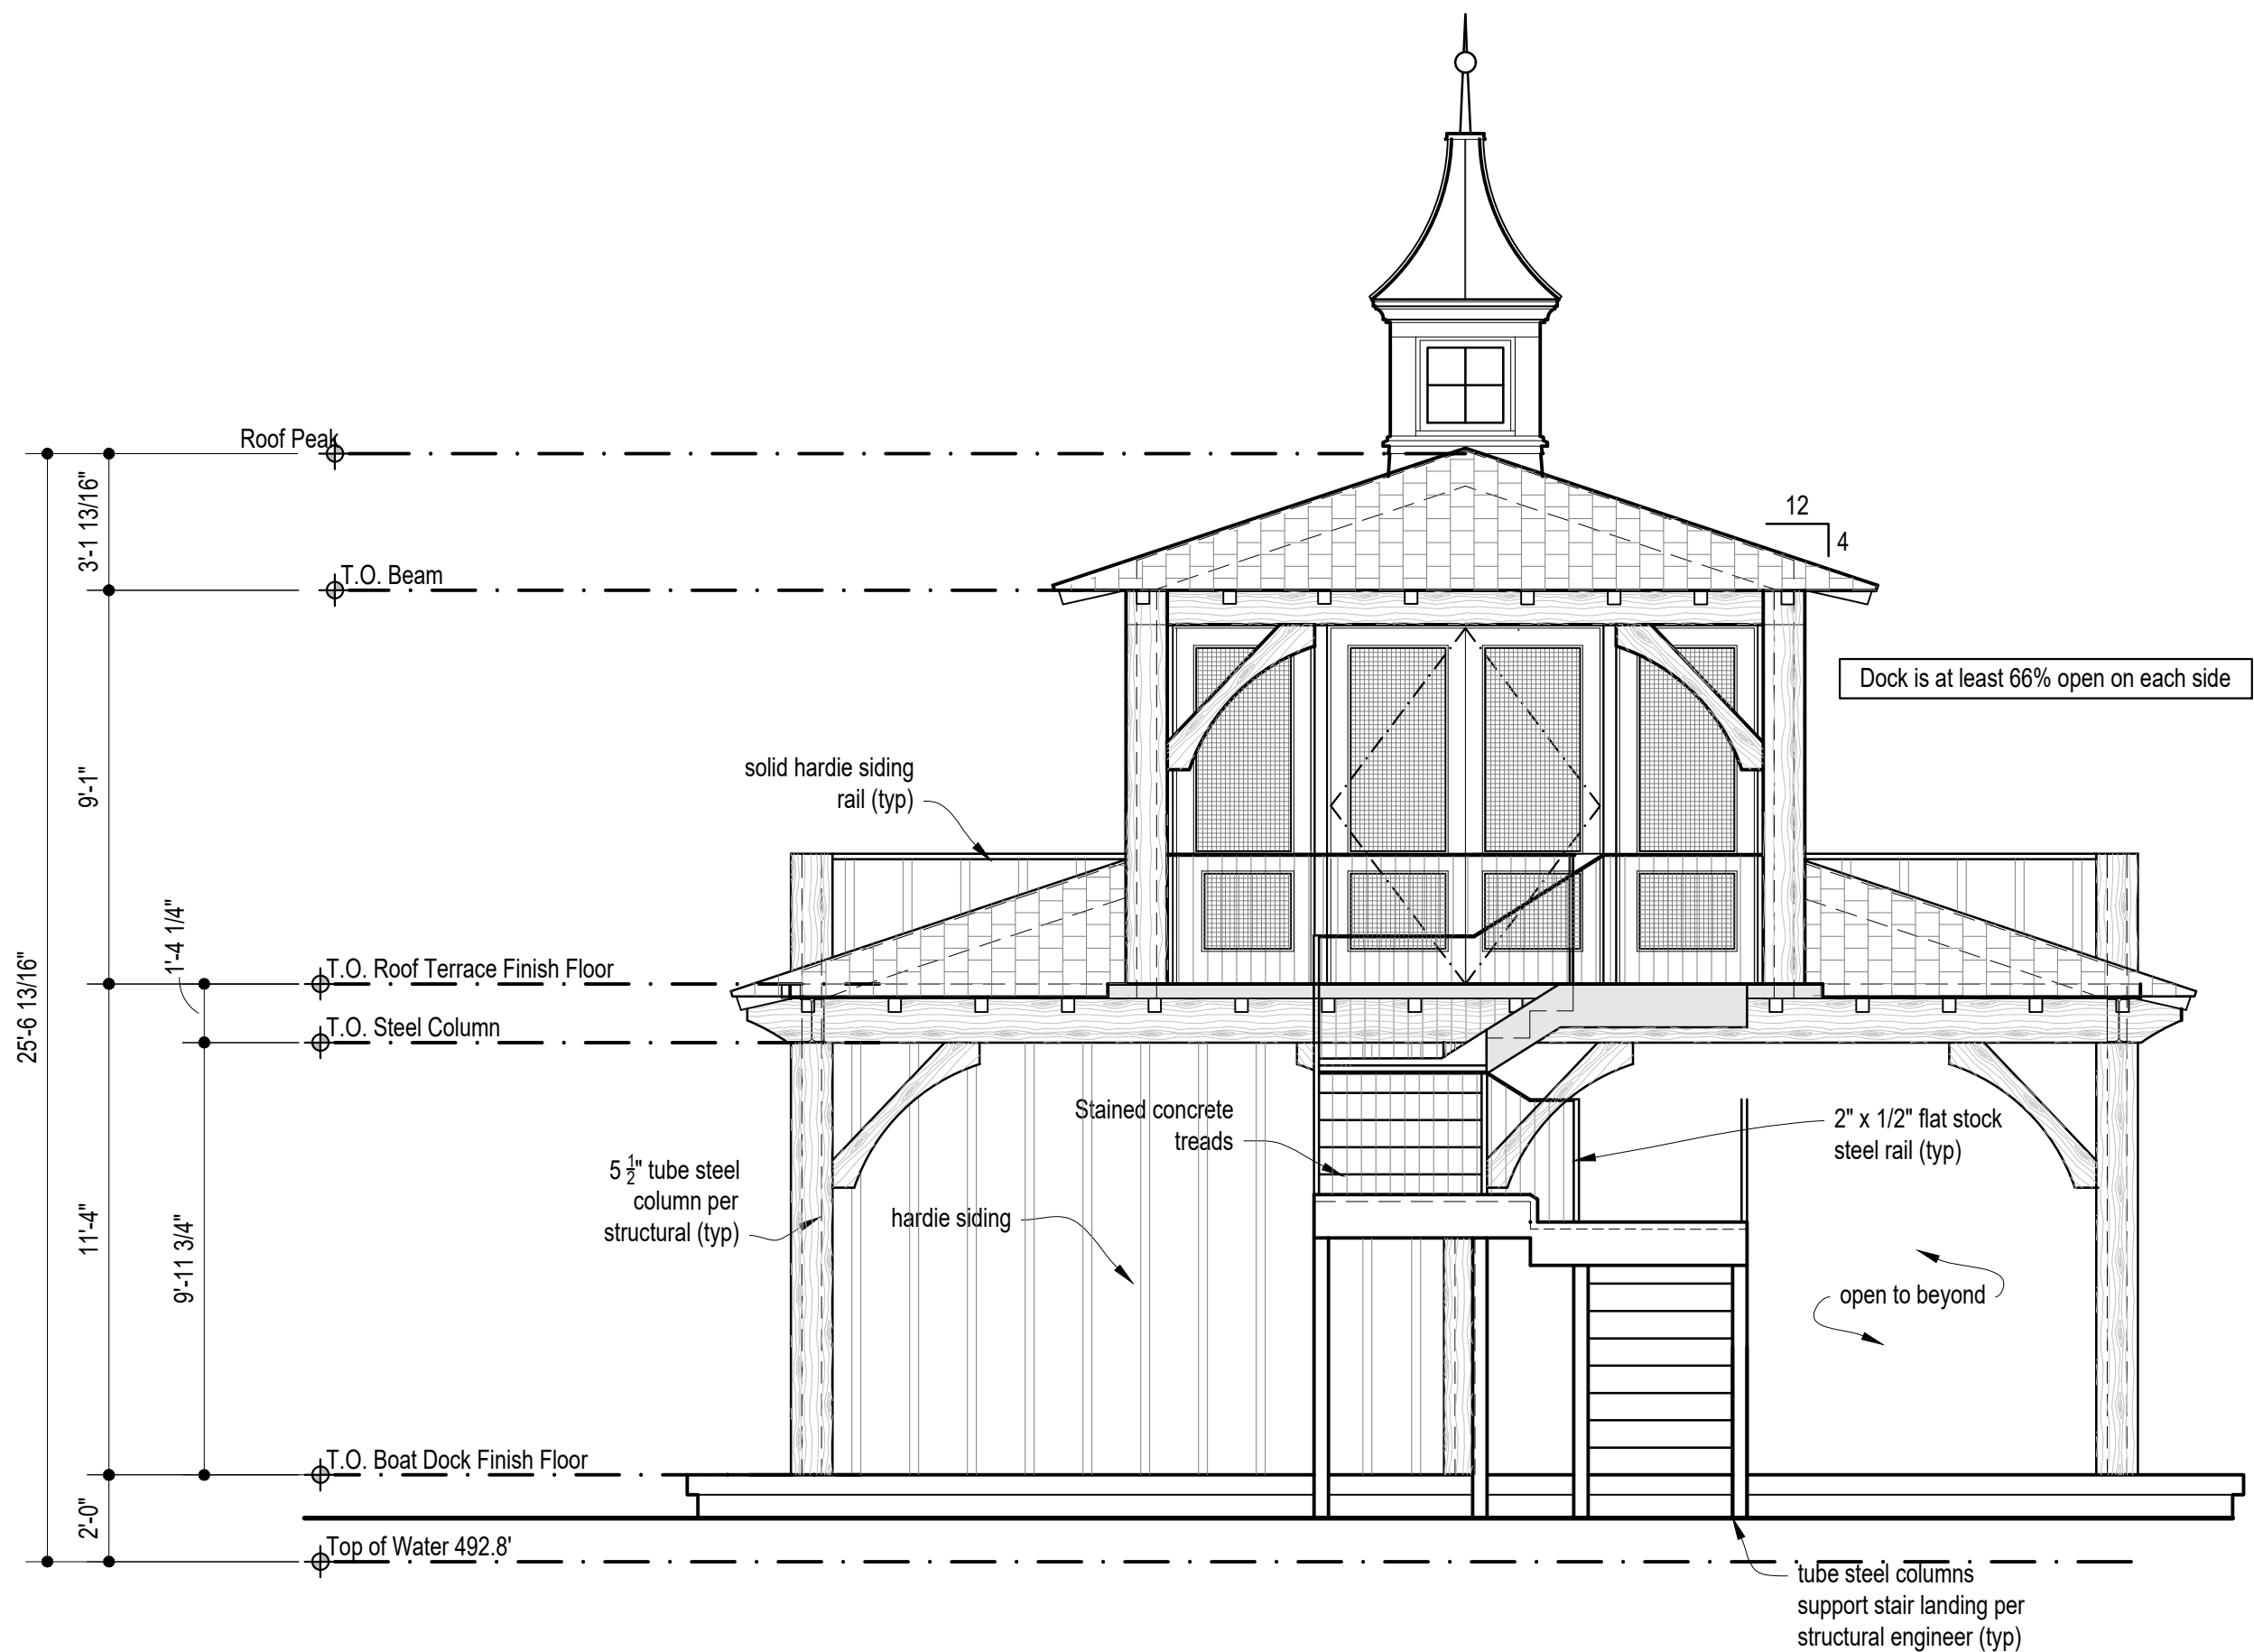 Roof Peak
3'-1 13/16"
12
4
T.O. Beam
Dock is at least 66% open on each side
9'-1"
solid hardie siding
rail (typ)
1'-4 1/4"
25'-6 13/16"
T.O. Roof Terrace Finish Floor
T.O. Steel Column
Stained concrete
treads
2" x 1/2" flat stock
steel rail (typ)
5 1/2" tube steel
column per
structural (typ)
hardie siding
11'-4"
9'-11 3/4"
open to beyond
T.O. Boat Dock Finish Floor
2'-0"
Top of Water 492.8'
tube steel columns
support stair landing per
structural engineer (typ)